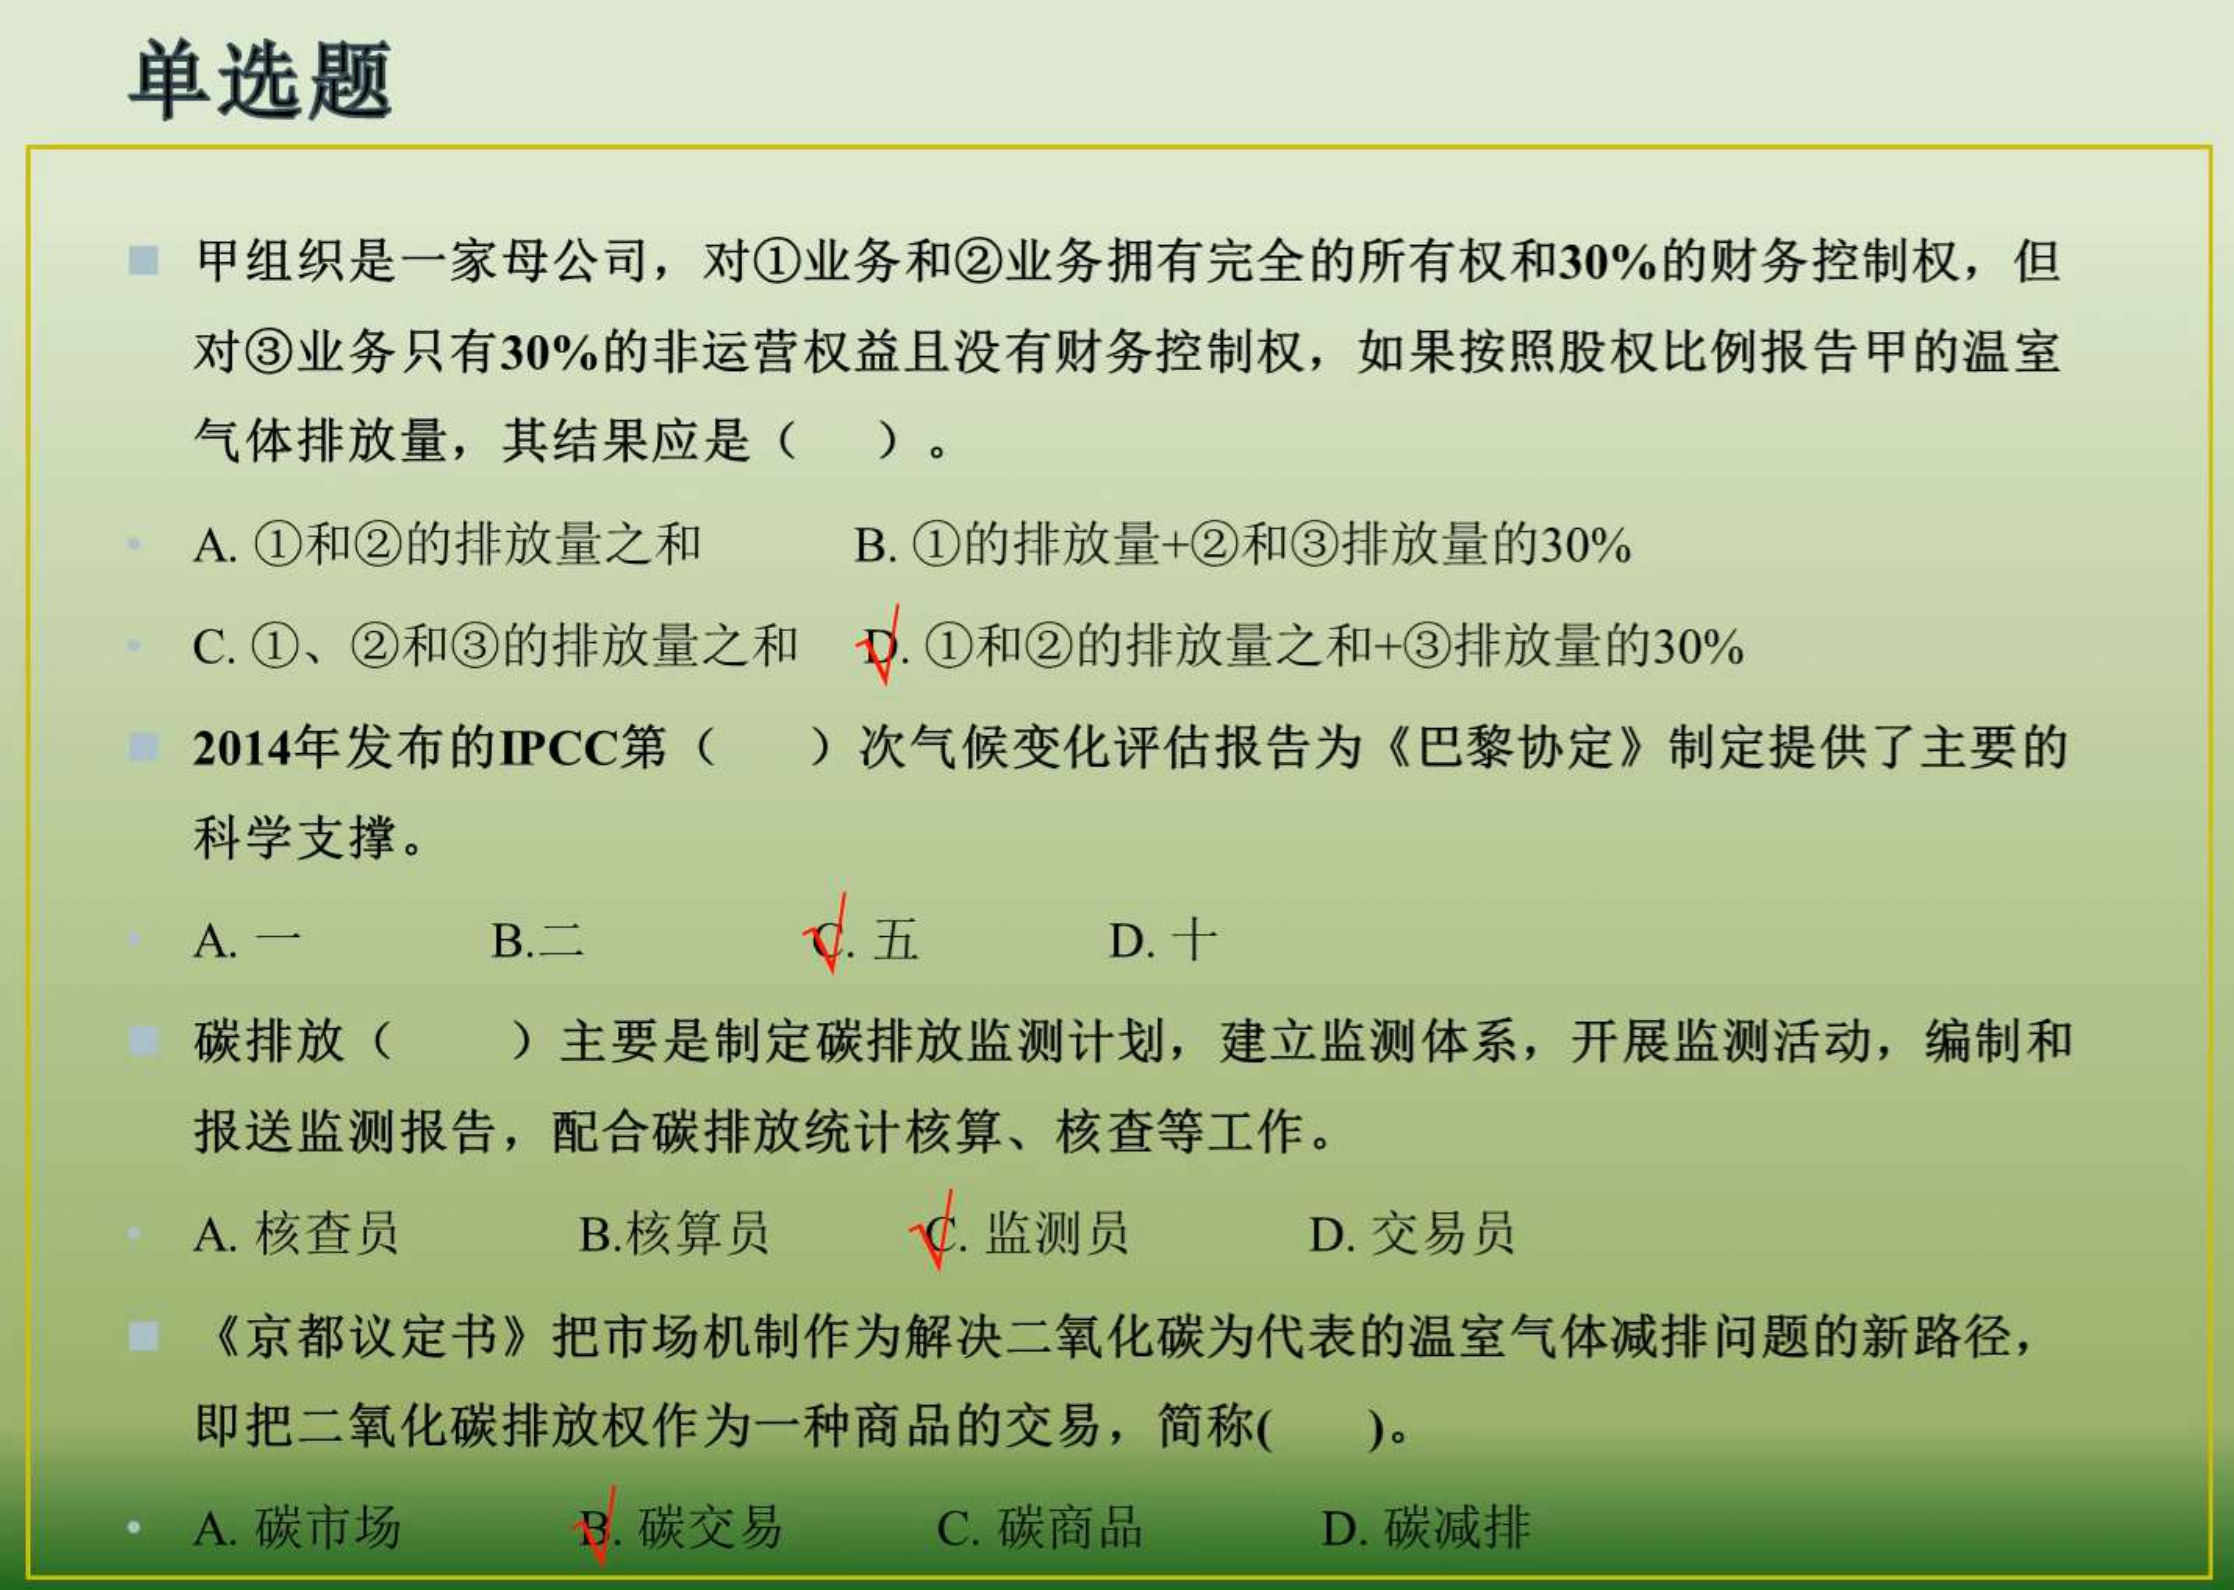 单选题
甲组织是一家母公司，对①业务和②业务拥有完全的所有权和30%的财务控制权，但
对③业务只有30%的非运营权益且没有财务控制权，如果按照股权比例报告甲的温室
气体排放量，其结果应是（ ）。
A. ①和②的排放量之和 B. ①的排放量+②和③排放量的30%
C. ①、②和③的排放量之和 D. ①和②的排放量之和+③排放量的30%
2014年发布的IPCC第（ ）次气候变化评估报告为《巴黎协定》制定提供了主要的
科学支撑。
A. 一 B.二 C. 五 D. 十
碳排放（ ）主要是制定碳排放监测计划，建立监测体系，开展监测活动，编制和
报送监测报告，配合碳排放统计核算、核查等工作。
A. 核查员 B.核算员 C. 监测员 D. 交易员
《京都议定书》把市场机制作为解决二氧化碳为代表的温室气体减排问题的新路径，
即把二氧化碳排放权作为一种商品的交易，简称( )。
A. 碳市场 B. 碳交易 C. 碳商品 D. 碳减排